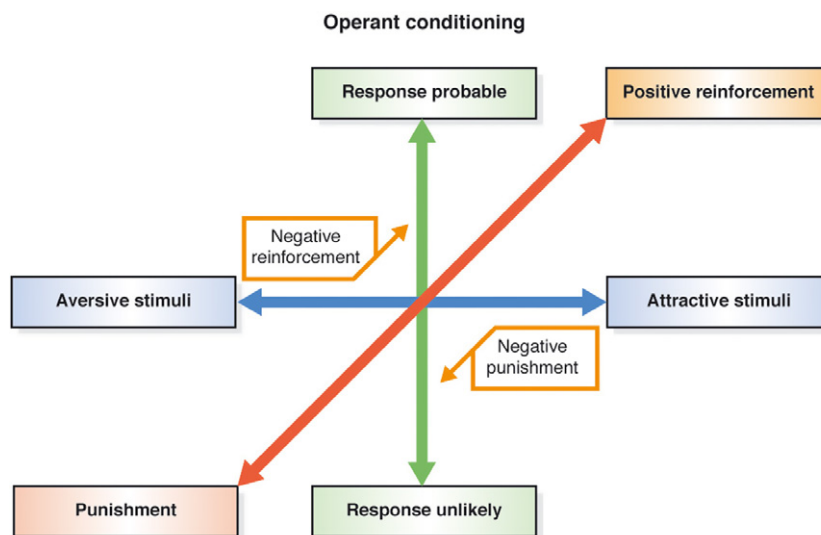 Operant conditioning
Response probable
Positive reinforcement
Negative
reinforcement
Aversive stimuli
Attractive stimuli
Negative
punishment
Punishment
Response unlikely